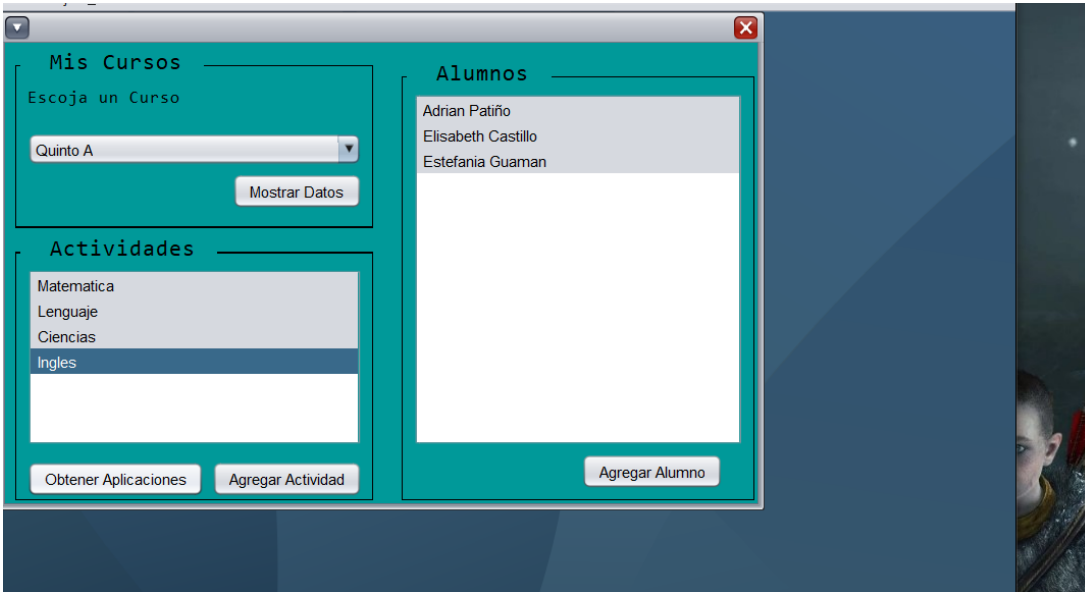 Mis Cursos
Escoja un Curso
Quinto A
Mostrar Datos
Actividades
Matematica
Lenguaje
Ciencias
Ingles
Obtener Aplicaciones
Agregar Actividad
Alumnos
Adrian Patiño
Elisabeth Castillo
Estefania Guaman
Agregar Alumno